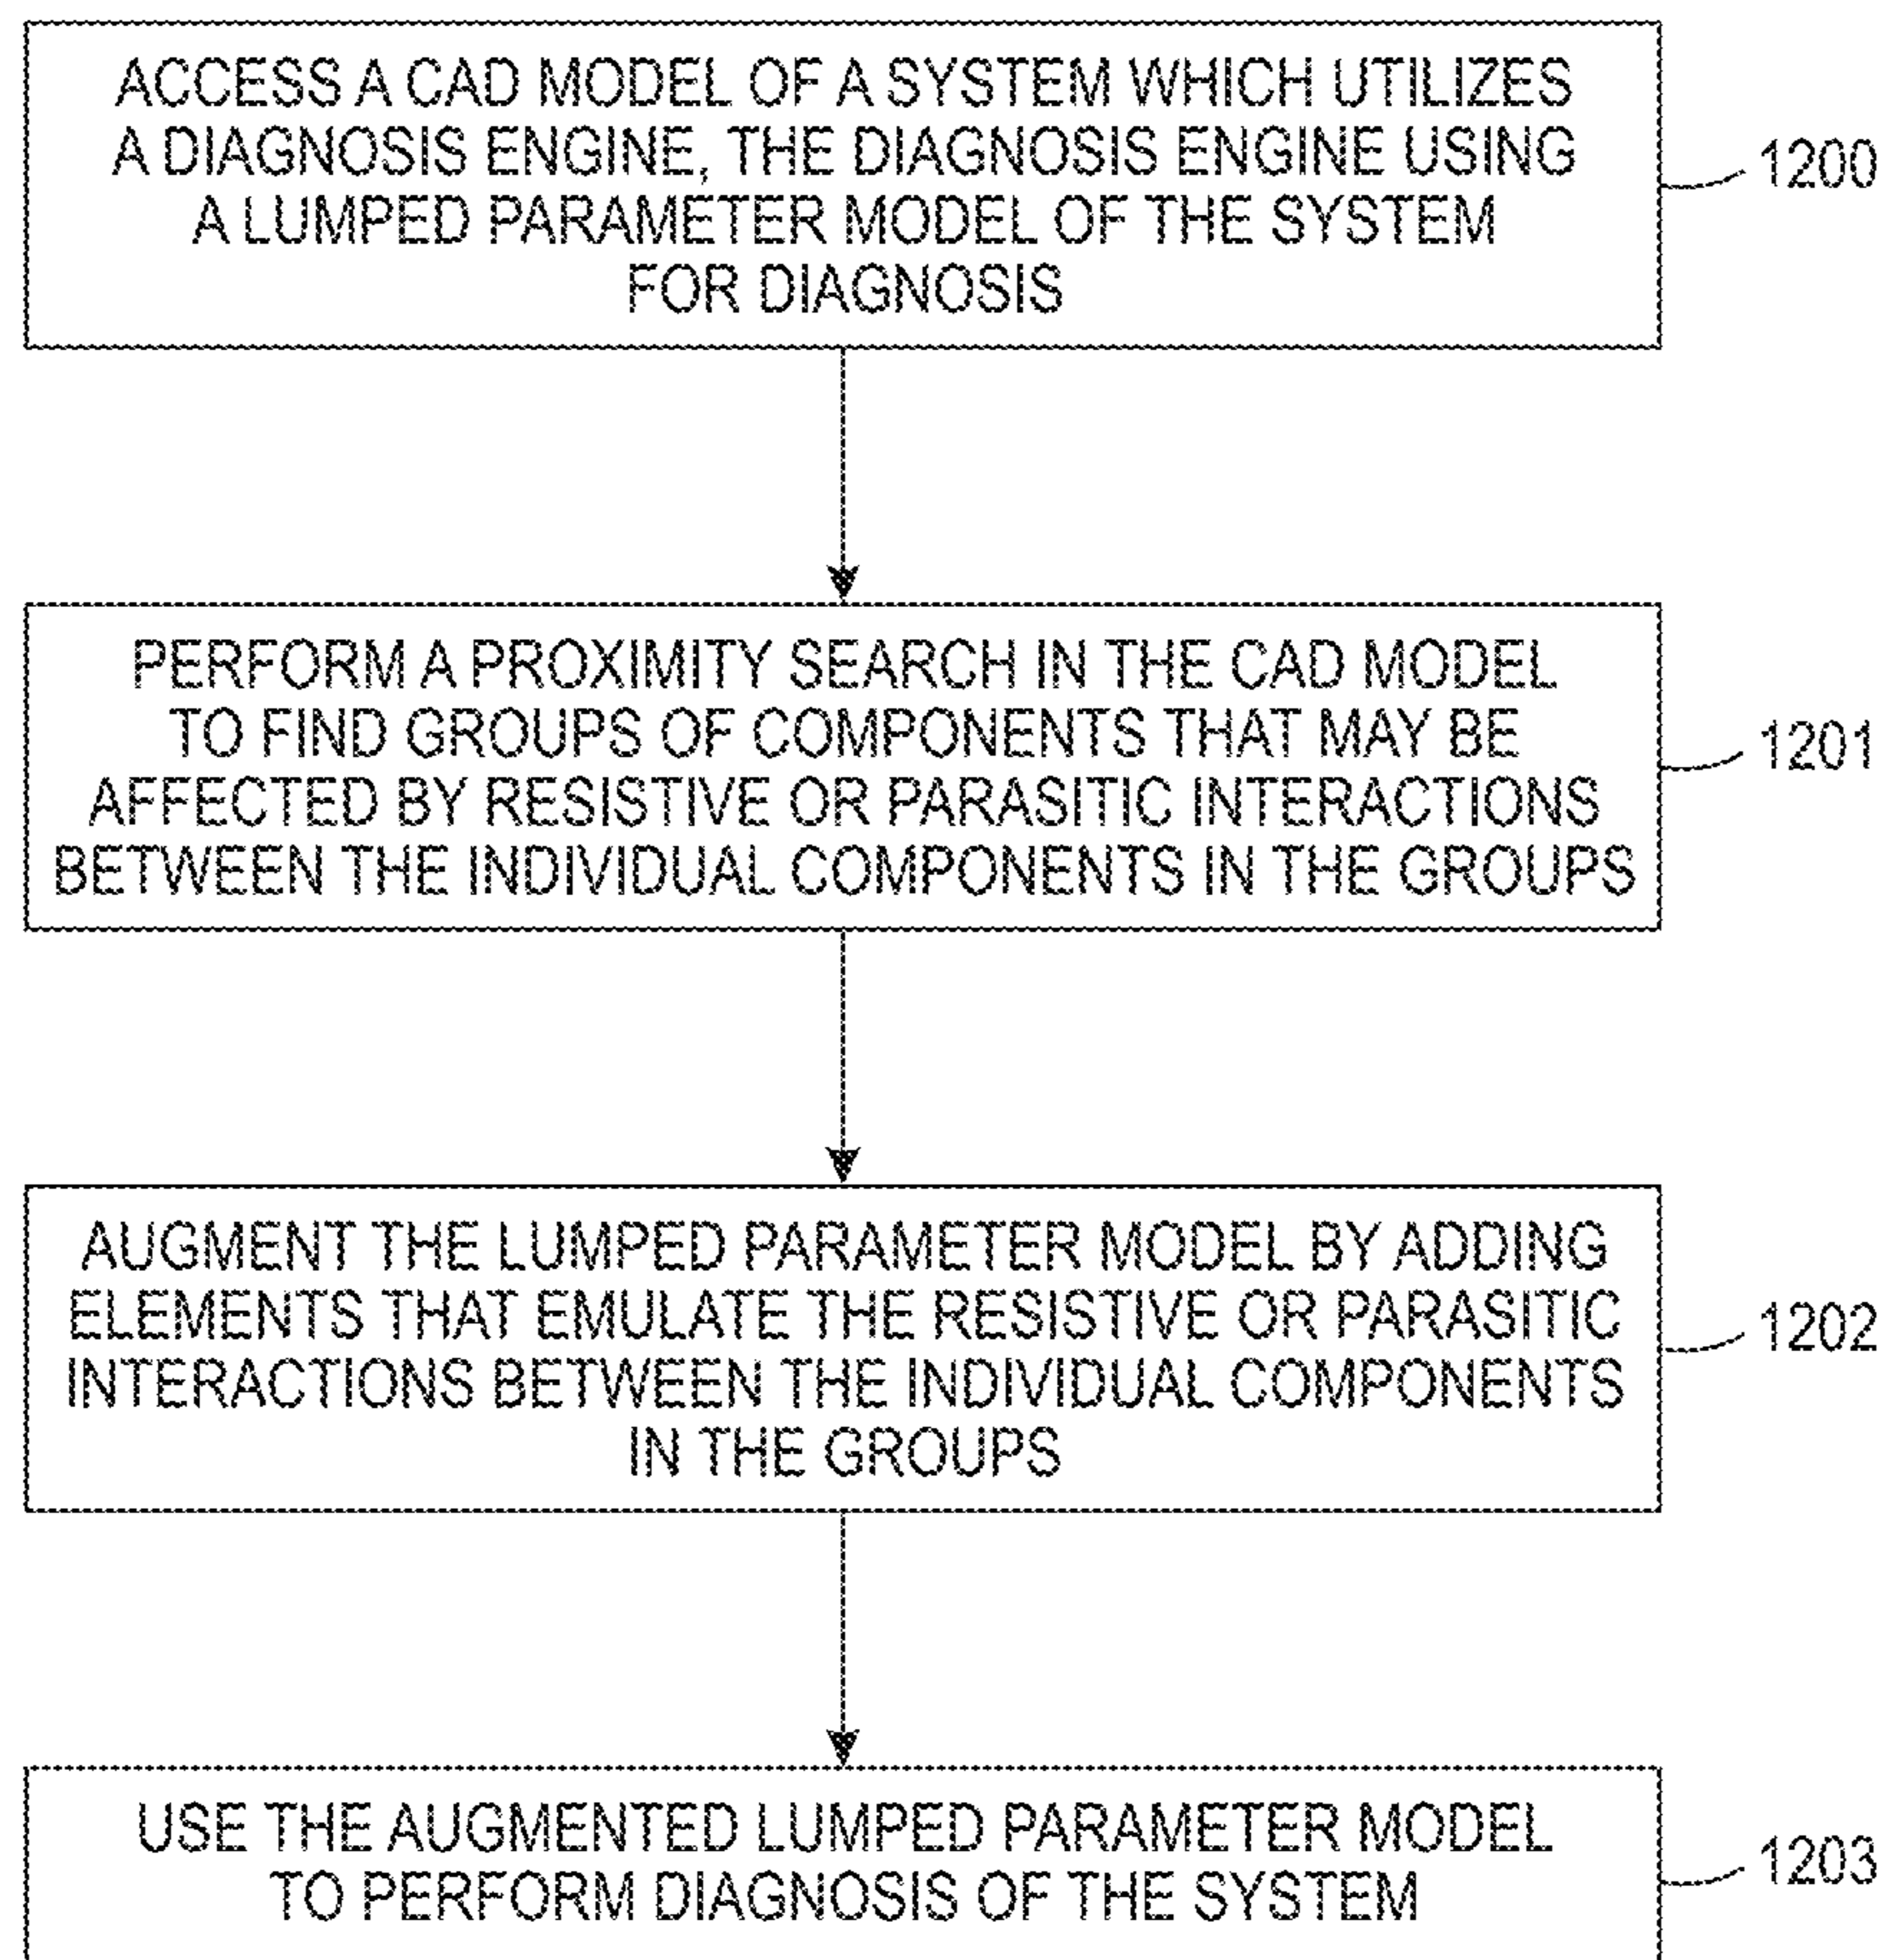 ACCESS A CAD MODEL OF A SYSTEM WHICH UTILIZES
A DIAGNOSIS ENGINE, THE DIAGNOSIS ENGINE USING
A LUMPED PARAMETER MODEL OF THE SYSTEM
FOR DIAGNOSIS
1200
PERFORM A PROXIMITY SEARCH IN THE CAD MODEL
TO FIND GROUPS OF COMPONENTS THAT MAY BE
AFFECTED BY RESISTIVE OR PARASITIC INTERACTIONS
BETWEEN THE INDIVIDUAL COMPONENTS IN THE GROUPS
1201
AUGMENT THE LUMPED PARAMETER MODEL BY ADDING
ELEMENTS THAT EMULATE THE RESISTIVE OR PARASITIC
INTERACTIONS BETWEEN THE INDIVIDUAL COMPONENTS
IN THE GROUPS
1202
USE THE AUGMENTED LUMPED PARAMETER MODEL
TO PERFORM DIAGNOSIS OF THE SYSTEM
1203